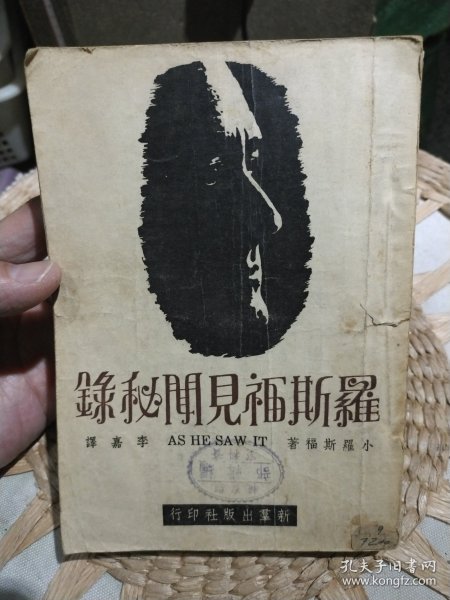 羅斯福見聞秘錄
小羅斯福著 AS HE SAW IT 李嘉譯
新羣出版社印行
孔夫子旧书网
www.kongfz.com